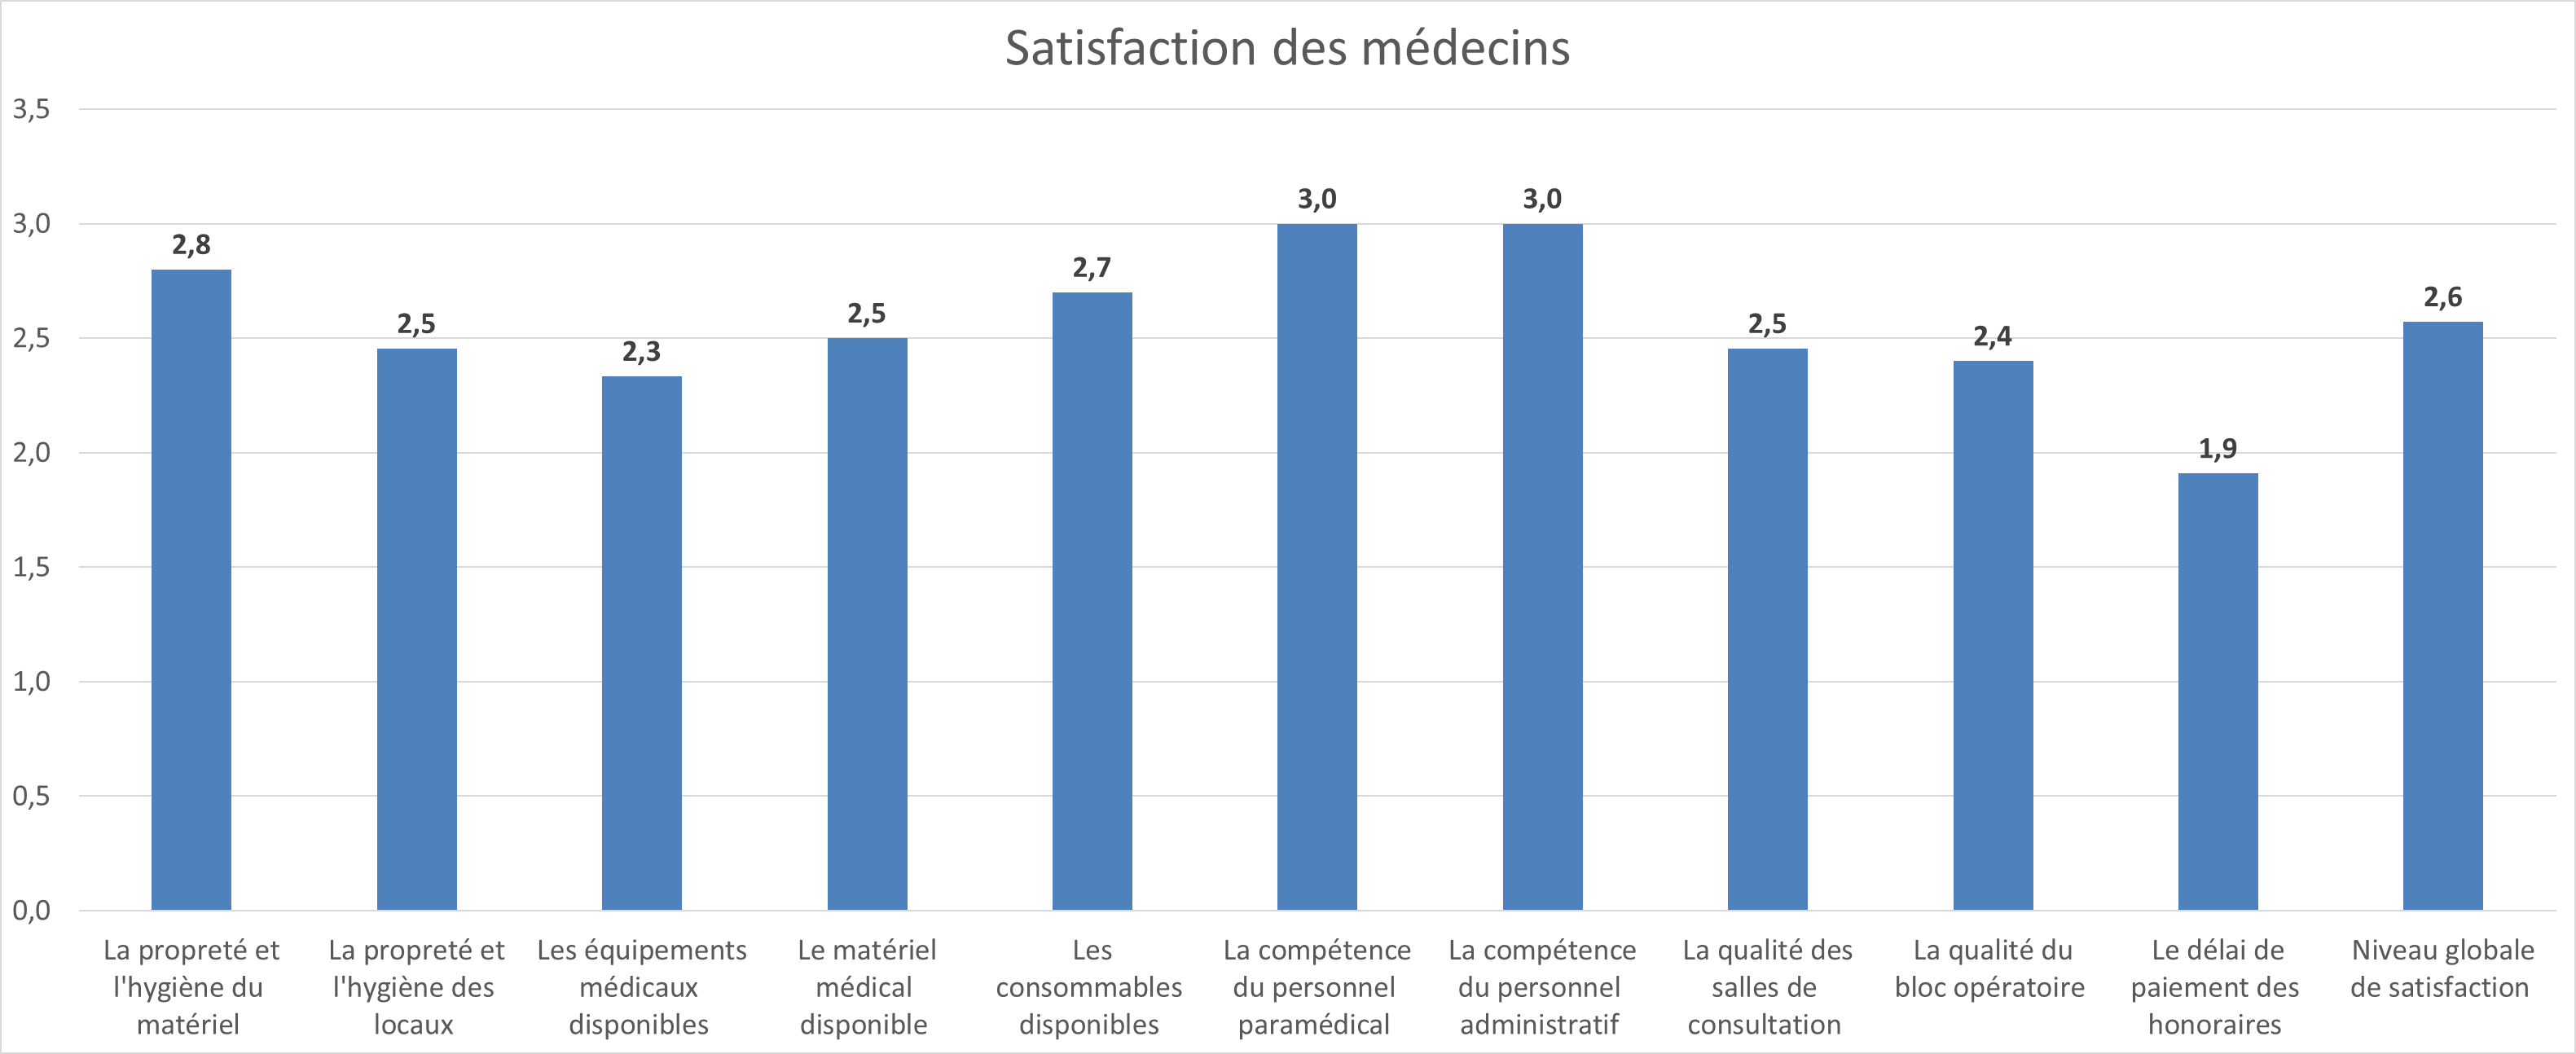 Satisfaction des médecins
3,5
3,0
2,5
2,0
1,5
1,0
0,5
0,0
2,8
2,5
2,3
2,5
2,7
3,0
3,0
2,5
2,4
1,9
2,6
La propreté et
l'hygiène du
matériel
La propreté et
l'hygiène des
locaux
Les équipements
médicaux
disponibles
Le matériel
médical
disponible
Les
consommables
disponibles
La compétence
du personnel
paramédical
La compétence
du personnel
administratif
La qualité des
salles de
consultation
La qualité du
bloc opératoire
Le délai de
paiement des
honoraires
Niveau globale
de satisfaction